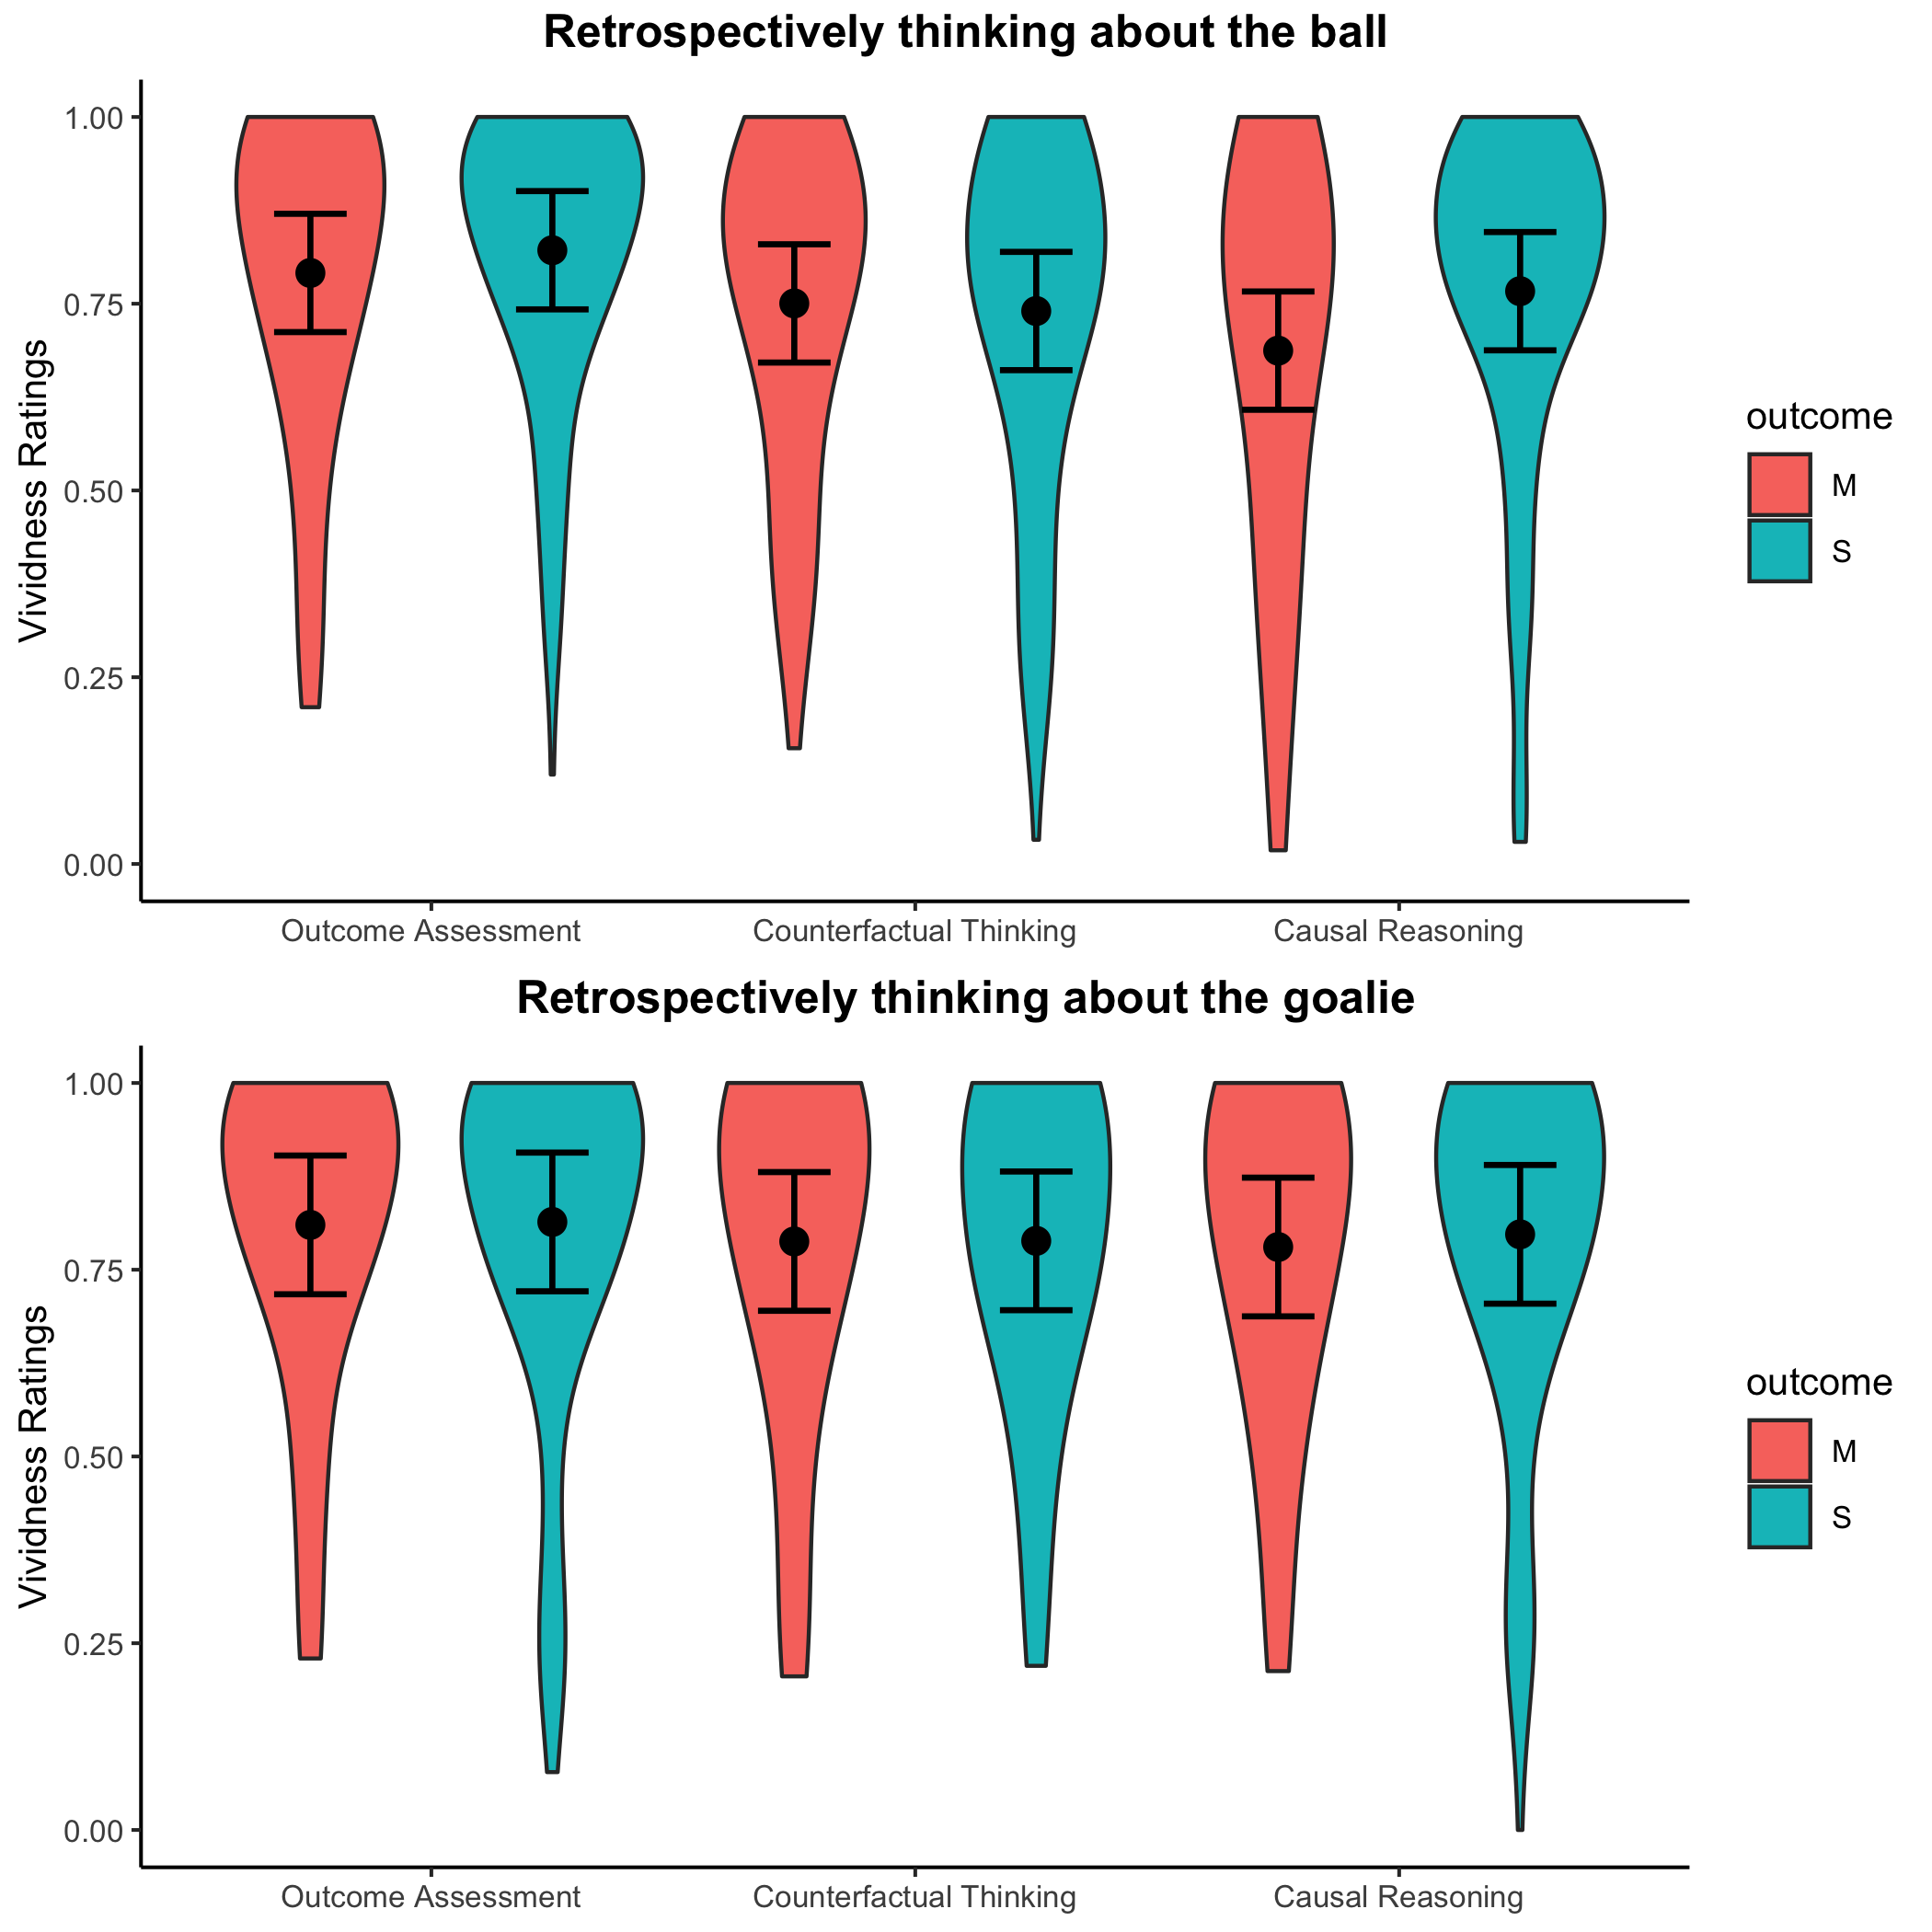 Retrospectively thinking about the ball
Vividness Ratings
1.00
0.75
0.50
0.25
0.00
Outcome Assessment
Counterfactual Thinking
Causal Reasoning
outcome
M
S
Retrospectively thinking about the goalie
Vividness Ratings
1.00
0.75
0.50
0.25
0.00
Outcome Assessment
Counterfactual Thinking
Causal Reasoning
outcome
M
S